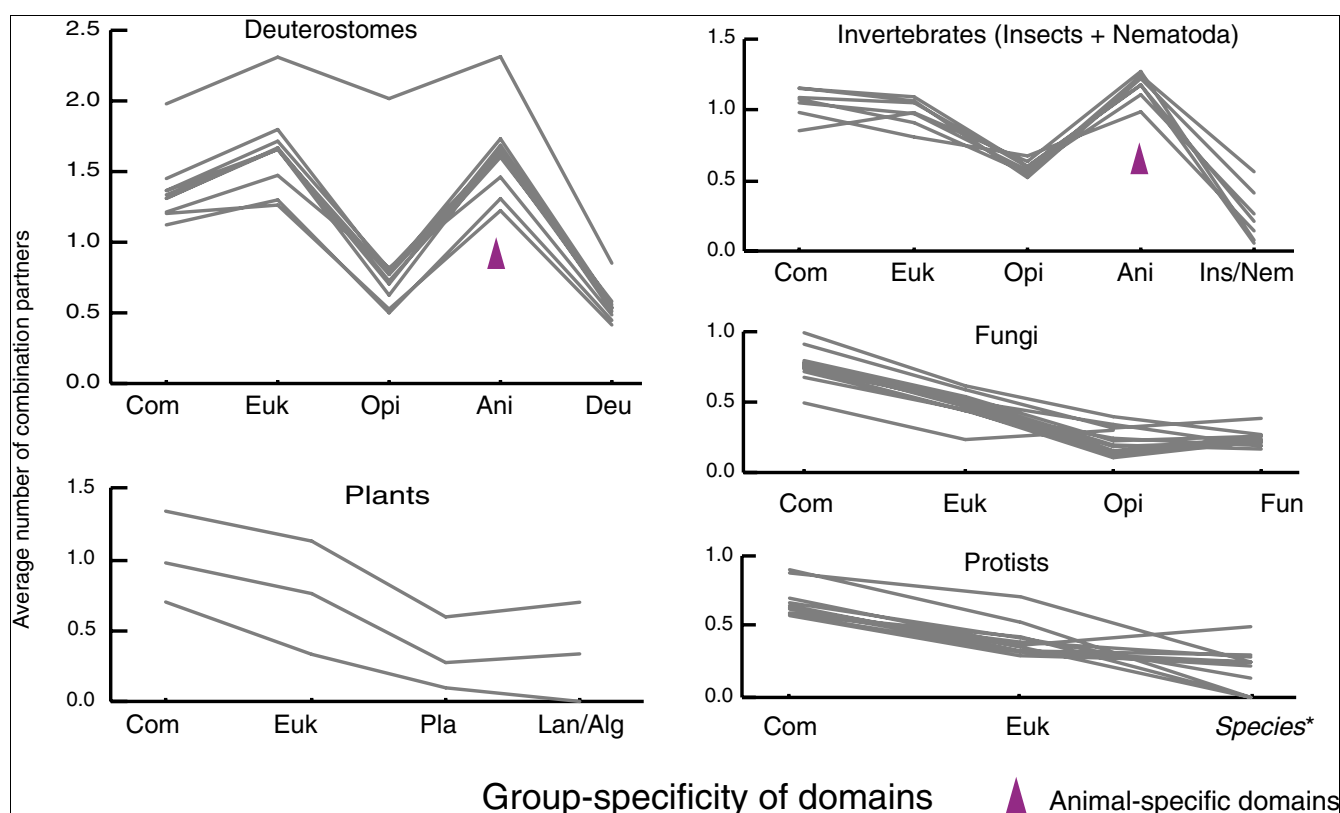 Average number of combination partners
Deuterostomes
2.5
2.0
1.5
1.0
0.5
0.0
Com Euk Opi Ani Deu
Invertebrates (Insects + Nematoda)
1.5
1.0
0.5
0.0
Com Euk Opi Ani Ins/Nem
Fungi
1.0
0.5
0.0
Com Euk Opi Fun
Plants
1.5
1.0
0.5
0.0
Com Euk Pla Lan/Alg
Protists
1.0
0.5
0.0
Com Euk Species*
Group-specificity of domains
Animal-specific domains